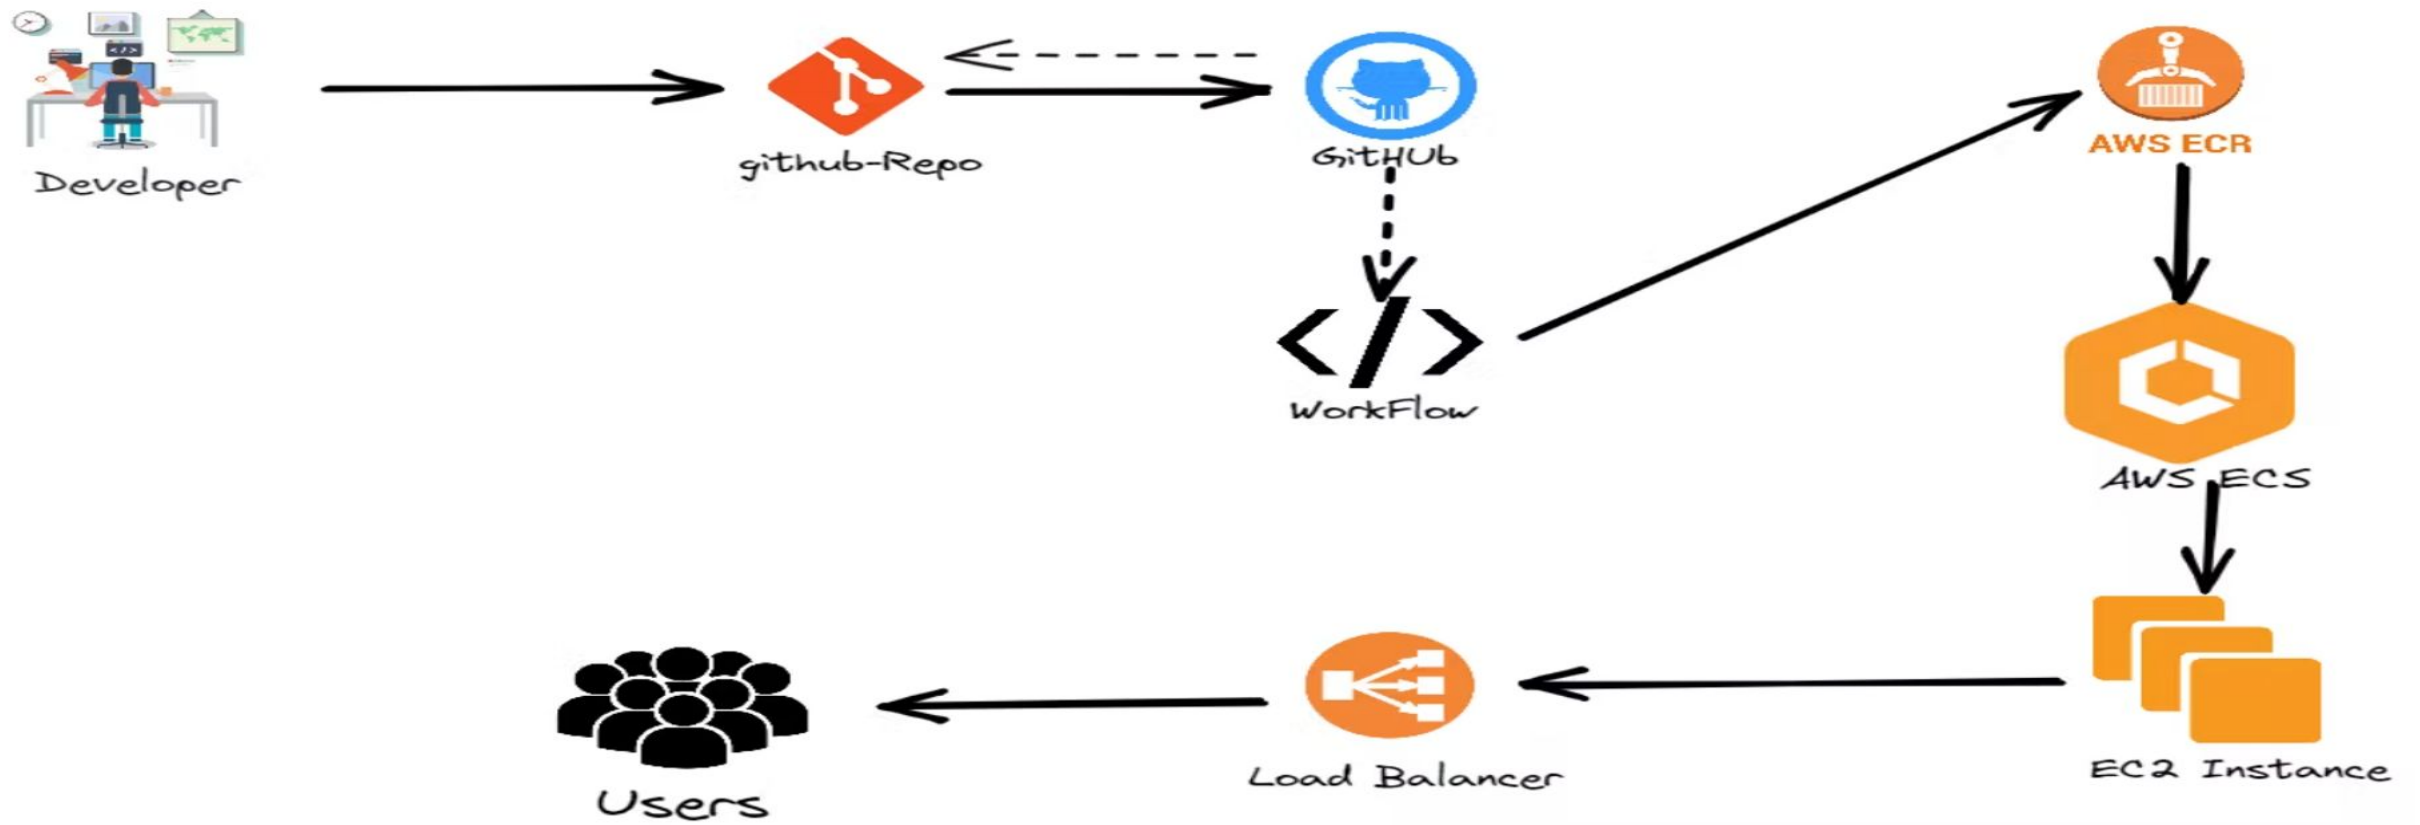 Developer
github-Repo
GitHUb
AWS ECR
</>
WorkFlow
AWS ECS
Users
Load Balancer
EC2 Instance